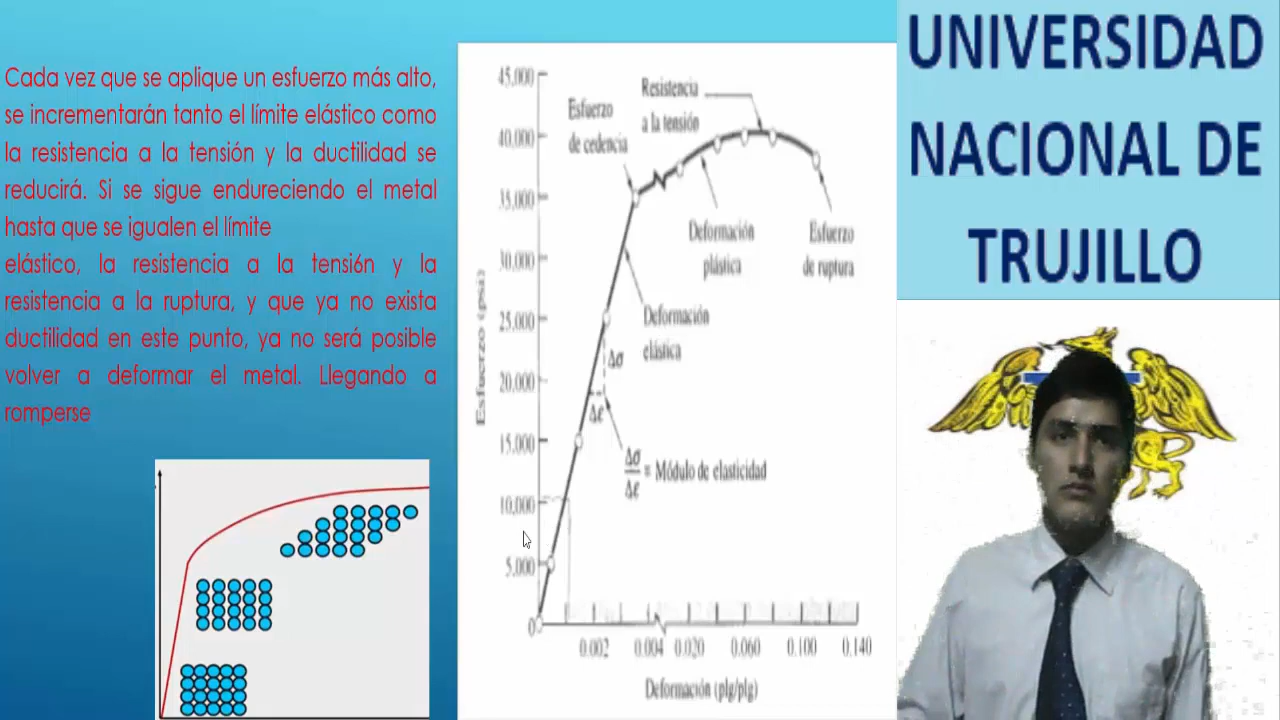 Cada vez que se aplique un esfuerzo más alto,
se incrementarán tanto el límite elástico como
la resistencia a la tensión y la ductilidad se
reducirá. Si se sigue endureciendo el metal
hasta que se igualen el límite
elástico, la resistencia a la tensi6n y la
resistencia a la ruptura, y que ya no exista
ductilidad en este punto, ya no será posible
volver a deformar el metal. Llegando a
romperse
45,000
40,000
35,000
30,000
25,000
20,000
15,000
10,000
5,000
0
Esfuerzo (psi)
Esfuerzo
de cedencia
Resistencia
a la tensión
Deformación
plástica
Esfuerzo
de ruptura
Deformación
elástica
Δσ
Δε
Δσ
Δε
= Módulo de elasticidad
0.002 0.004 0.020 0.060 0.100 0.140
Deformación (plg/plg)
UNIVERSIDAD
NACIONAL DE
TRUJILLO